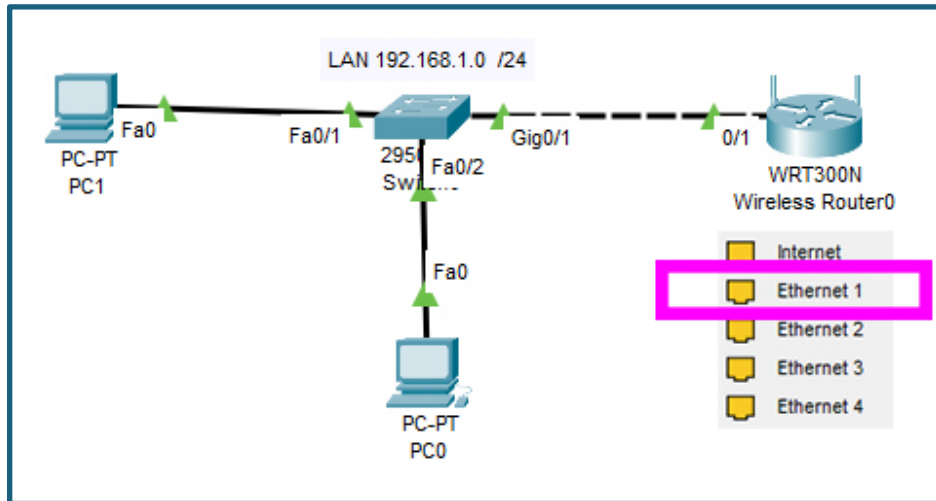 LAN 192.168.1.0 /24
Fa0
Fa0/1
Gig0/1
0/1
PC-PT
PC1
Fa0/2
WRT300N
Wireless Router0
Fa0
PC-PT
PC0
Internet
Ethernet 1
Ethernet 2
Ethernet 3
Ethernet 4